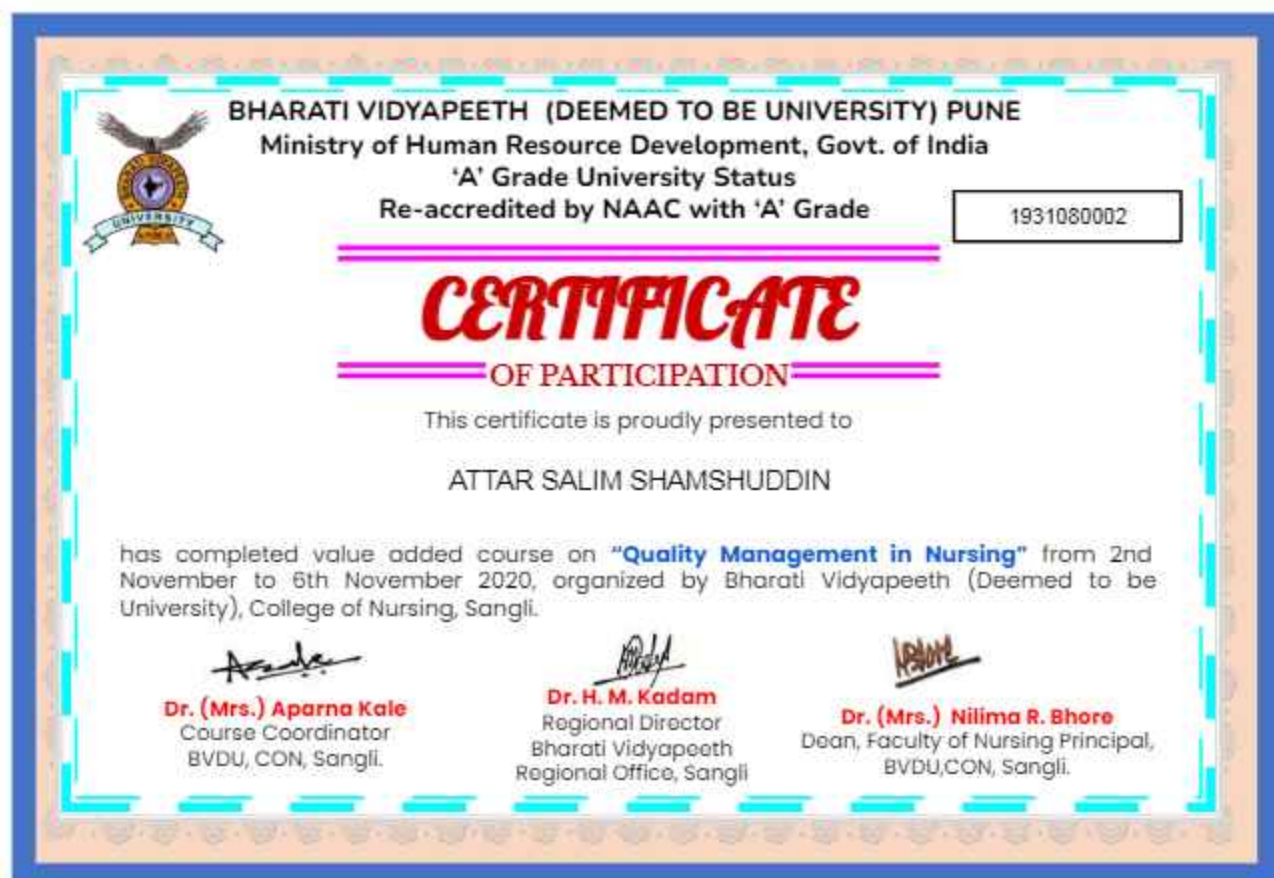 BHARATI VIDYAPEETH (DEEMED TO BE UNIVERSITY) PUNE
Ministry of Human Resource Development, Govt. of India
‘A’ Grade University Status
Re-accredited by NAAC with ‘A’ Grade
1931080002
BHARATI VIDYAPEETH
UNIVERSITY
CERTIFICATE
OF PARTICIPATION
This certificate is proudly presented to
ATTAR SALIM SHAMSHUDDIN
has completed value added course on “Quality Management in Nursing” from 2nd
November to 6th November 2020, organized by Bharati Vidyapeeth (Deemed to be
University), College of Nursing, Sangli.
Dr. (Mrs.) Aparna Kale
Course Coordinator
BVDU, CON, Sangli.
Dr. H. M. Kadam
Regional Director
Bharati Vidyapeeth
Regional Office, Sangli
Dr. (Mrs.) Nilima R. Bhore
Dean, Faculty of Nursing Principal,
BVDU,CON, Sangli.